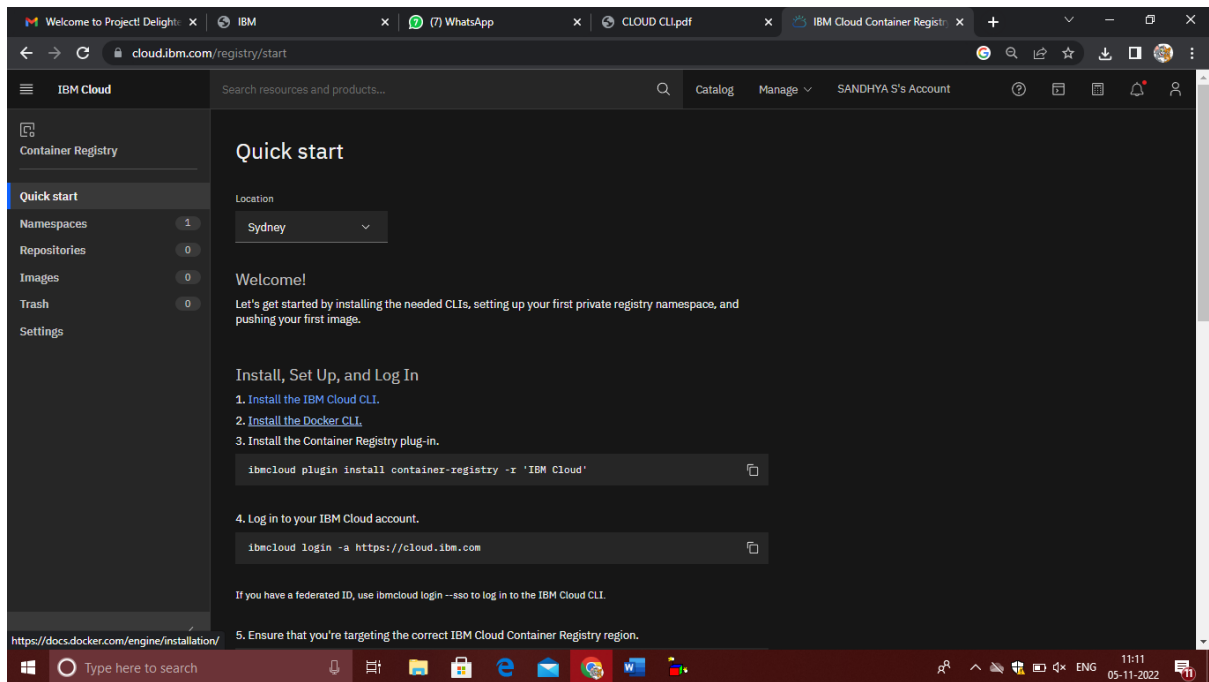 Welcome to Project! Delighte
IBM
(7) WhatsApp
CLOUD CLI.pdf
IBM Cloud Container Registr
cloud.ibm.com/registry/start
IBM Cloud
Search resources and products...
Catalog
Manage
SANDHYA S's Account
Container Registry
Quick start
Namespaces 1
Repositories 0
Images 0
Trash 0
Settings
Quick start
Location
Sydney
Welcome!
Let's get started by installing the needed CLIs, setting up your first private registry namespace, and
pushing your first image.
Install, Set Up, and Log In
1. Install the IBM Cloud CLI.
2. Install the Docker CLI.
3. Install the Container Registry plug-in.
ibmcloud plugin install container-registry -r 'IBM Cloud'
4. Log in to your IBM Cloud account.
ibmcloud login -a https://cloud.ibm.com
If you have a federated ID, use ibmcloud login --sso to log in to the IBM Cloud CLI.
5. Ensure that you're targeting the correct IBM Cloud Container Registry region.
https://docs.docker.com/engine/installation/
Type here to search
ENG
11:11
05-11-2022
11